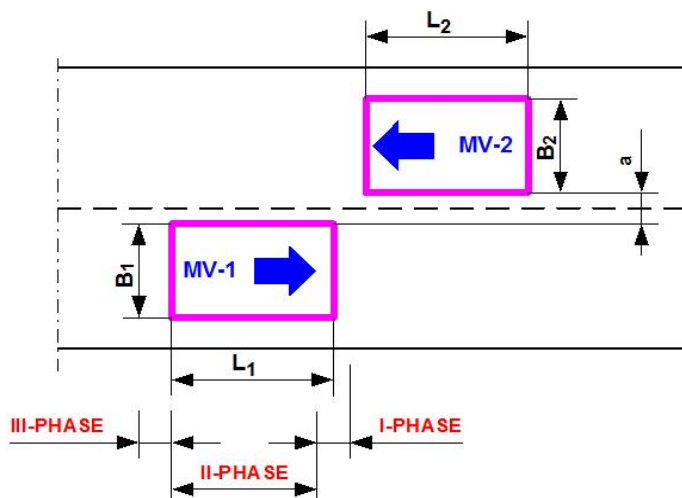 L2
MV-2
B2
a
MV-1
B1
L1
III-PHASE
I-PHASE
II-PHASE